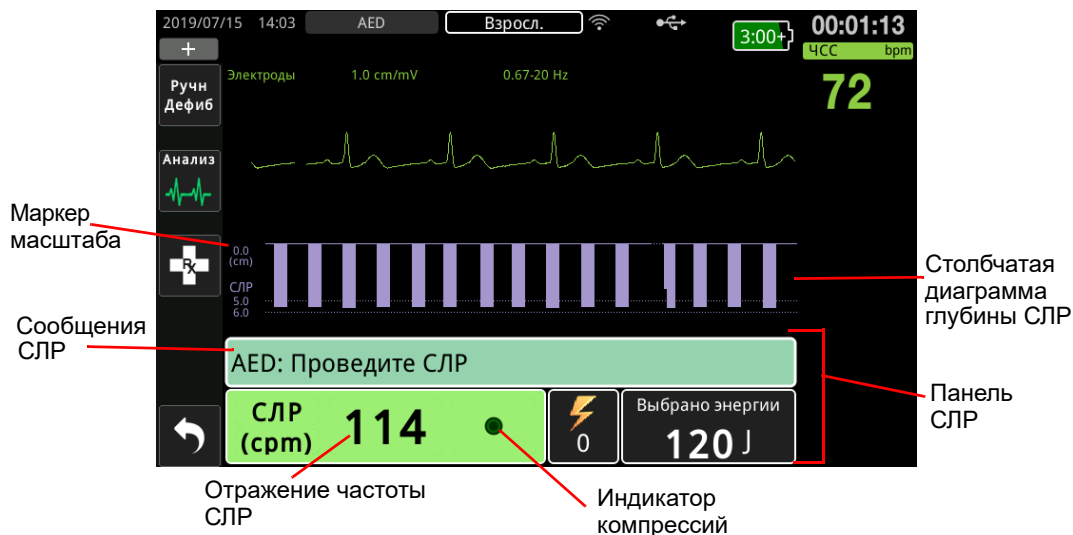 2019/07/15 14:03 AED Взросл. 3:00+ 00:01:13
+
ЧСС bpm
72
Электроды 1.0 cm/mV 0.67-20 Hz
Ручн
Дефиб
Анализ
Маркер
масштаба
0.0
(cm)
СЛР
5.0
6.0
Rx
Столбчатая
диаграмма
глубины СЛР
Сообщения
СЛР
AED: Проведите СЛР
СЛР
(cpm)
114
0
Выбрано энергии
120 J
Панель
СЛР
Отражение частоты
СЛР
Индикатор
компрессий